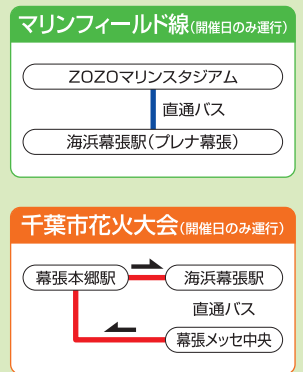 マリンフィールド線(開催日のみ運行)
ZOZOマリンスタジアム
直通バス
海浜幕張駅(プレナ幕張)
千葉市花火大会(開催日のみ運行)
幕張本郷駅
海浜幕張駅
直通バス
幕張メッセ中央